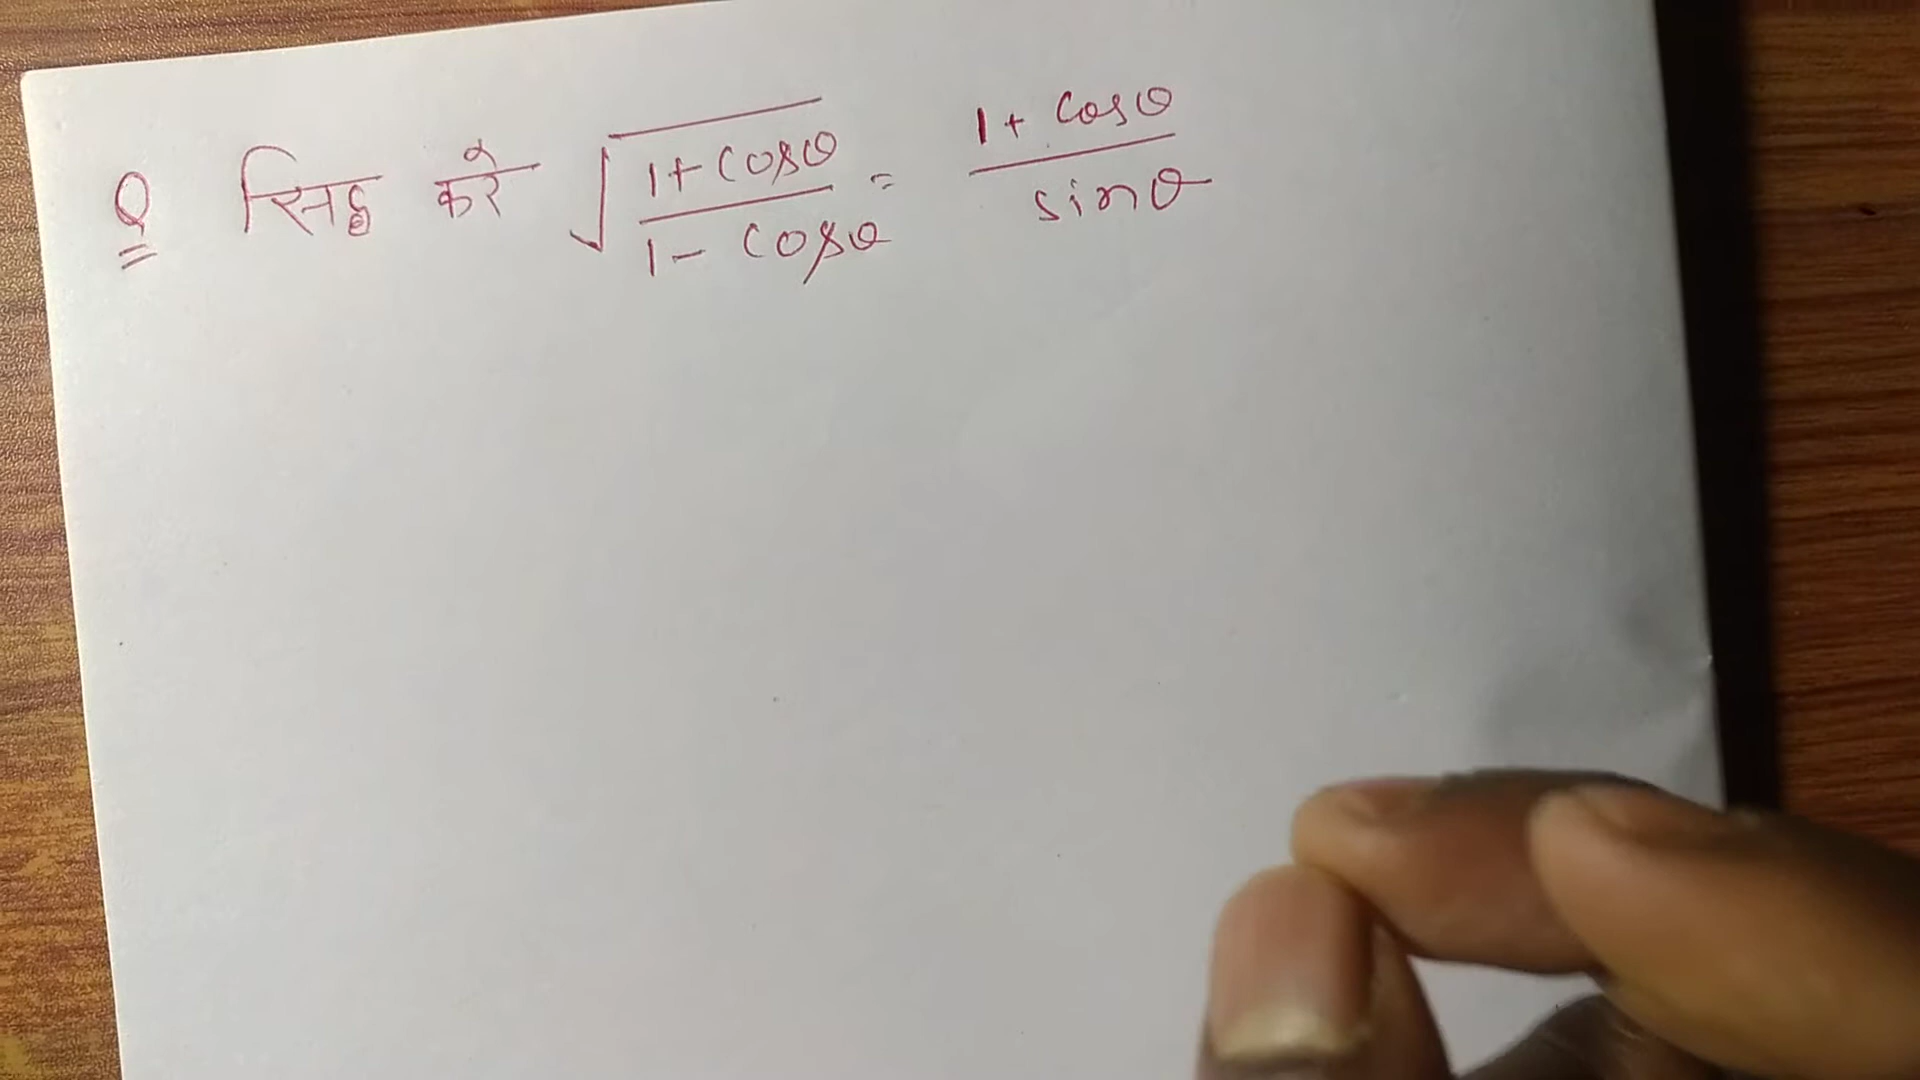 Q सिद्ध करे √(1+cosθ / 1-cosθ) = 1+cosθ / sinθ